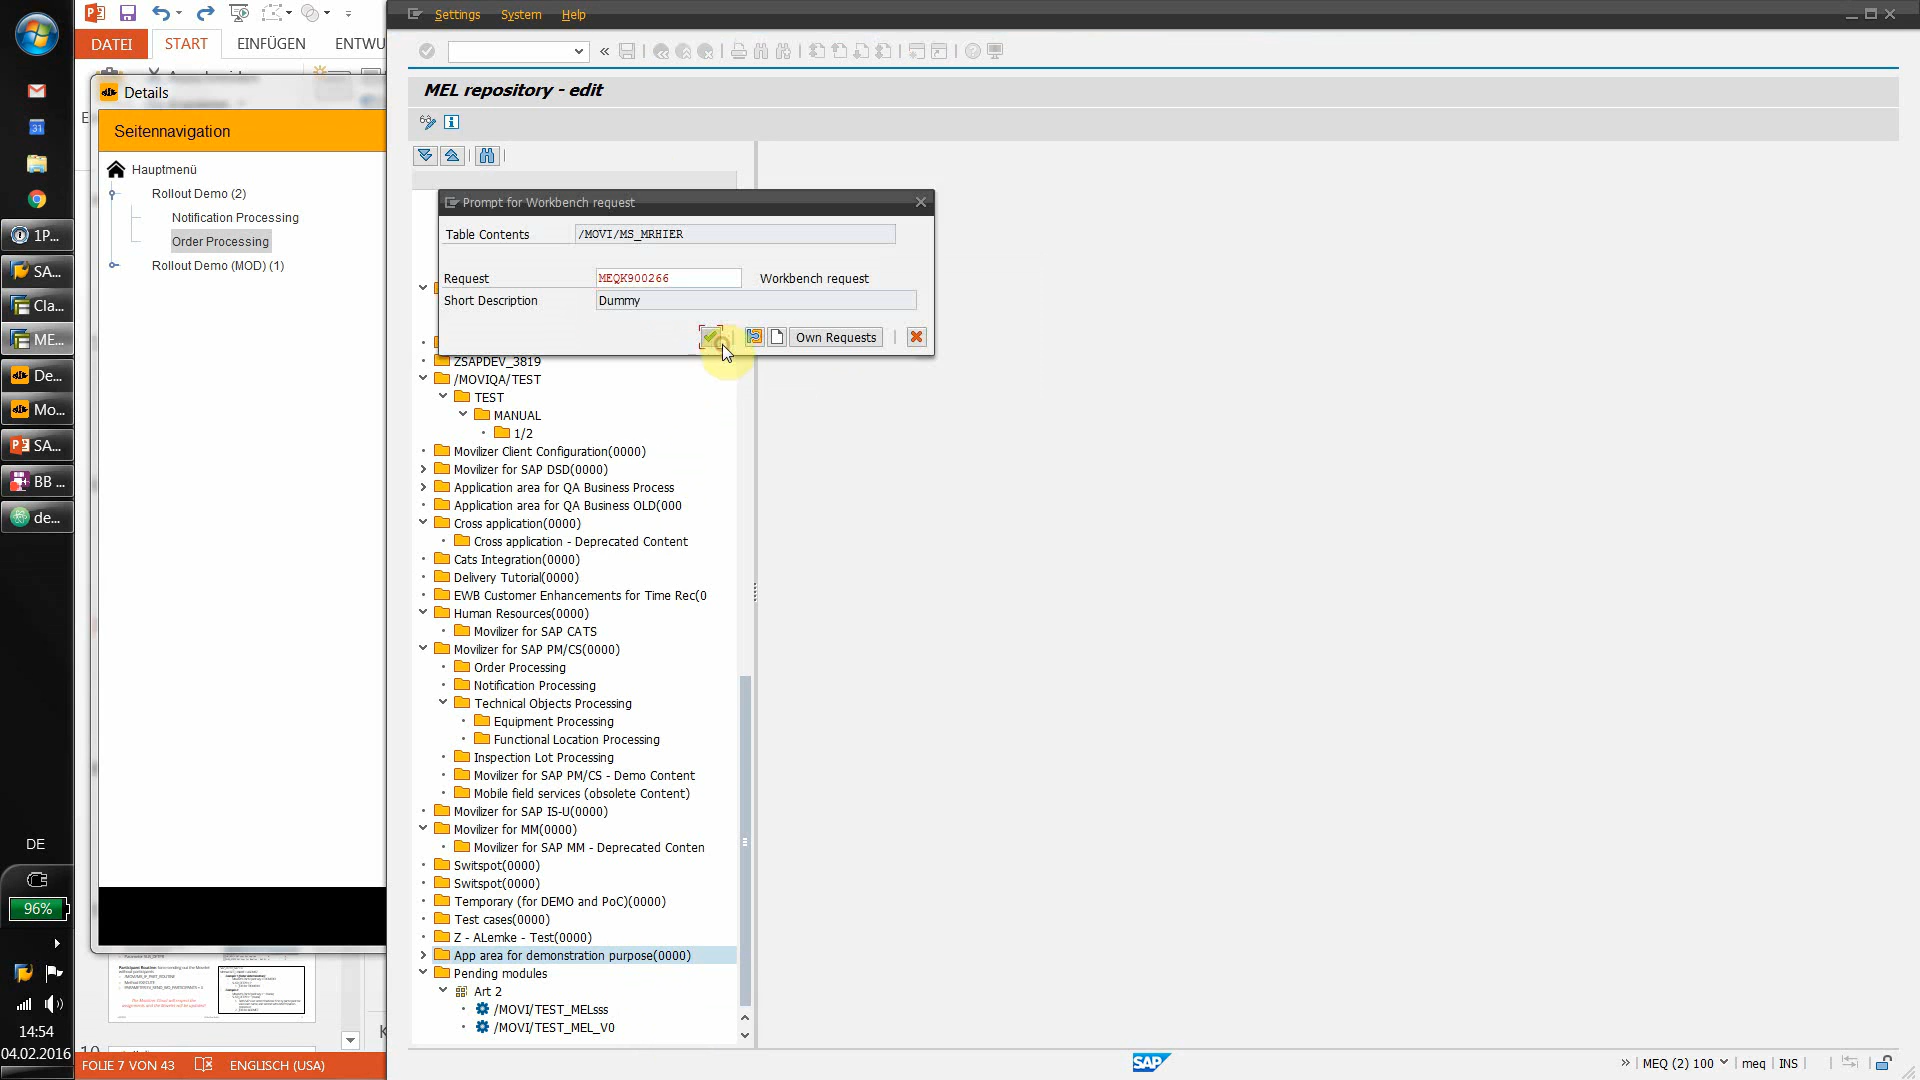 Settings System Help
DATEI START EINFÜGEN ENTWU
MEL repository - edit
Details
Seitennavigation
Hauptmenü
Rollout Demo (2)
Notification Processing
Order Processing
Rollout Demo (MOD) (1)
Prompt for Workbench request
Table Contents /MOVI/MS_MRHIER
Request MEQK900266 Workbench request
Short Description Dummy
Own Requests
ZSAPDEV_3819
/MOVIQA/TEST
TEST
MANUAL
1/2
Movilizer Client Configuration(0000)
Movilizer for SAP DSD(0000)
Application area for QA Business Process
Application area for QA Business OLD(000
Cross application(0000)
Cross application - Deprecated Content
Cats Integration(0000)
Delivery Tutorial(0000)
EWB Customer Enhancements for Time Rec(0
Human Resources(0000)
Movilizer for SAP CATS
Movilizer for SAP PM/CS(0000)
Order Processing
Notification Processing
Technical Objects Processing
Equipment Processing
Functional Location Processing
Inspection Lot Processing
Movilizer for SAP PM/CS - Demo Content
Mobile field services (obsolete Content)
Movilizer for SAP IS-U(0000)
Movilizer for MM(0000)
Movilizer for SAP MM - Deprecated Conten
Switspot(0000)
Switspot(0000)
Temporary (for DEMO and PoC)(0000)
Test cases(0000)
Z - ALemke - Test(0000)
App area for demonstration purpose(0000)
Pending modules
Art 2
/MOVI/TEST_MELsss
/MOVI/TEST_MEL_V0
1P...
SA...
Cla...
ME...
De...
Mo...
SA...
BB ...
de...
DE
96%
14:54
04.02.2016
FOLIE 7 VON 43 ENGLISCH (USA)
SAP
MEQ (2) 100 meq INS